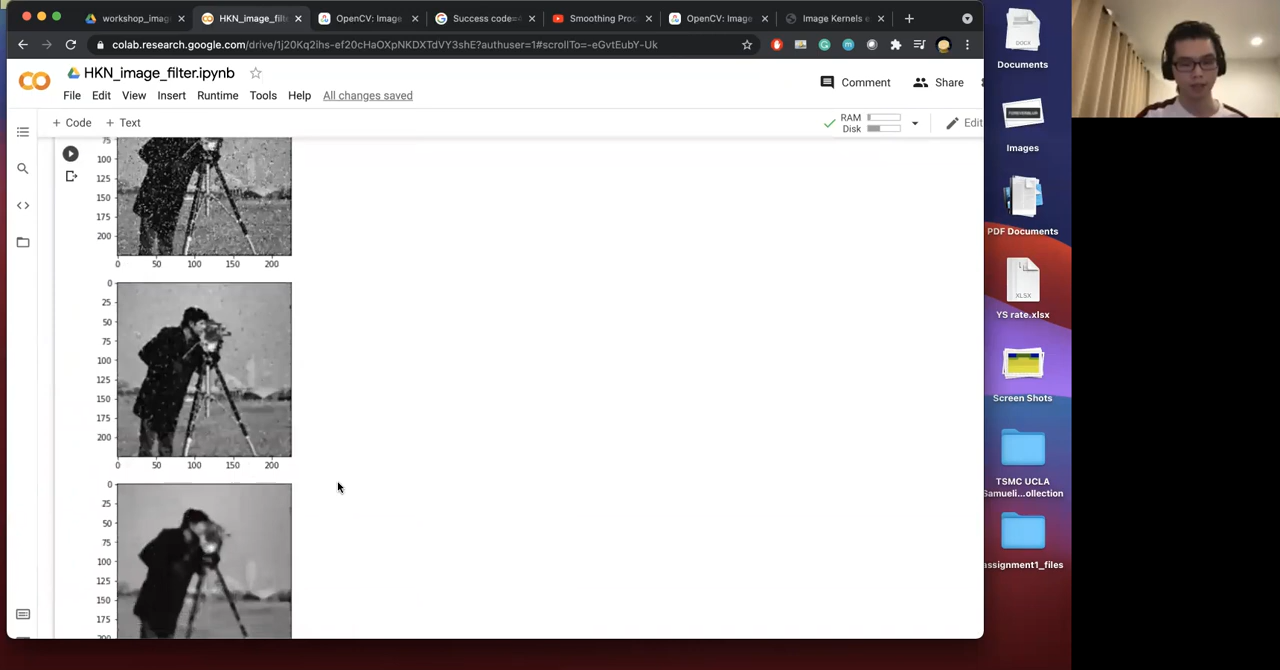 workshop_imag
HKN_image_filt
OpenCV: Image
Success code=
Smoothing Proc
OpenCV: Image
Image Kernels e
colab.research.google.com/drive/1j20Kq2ihs-ef20cHaOXpNKDXTdVY3shE?authuser=1#scrollTo=-eGvtEubY-Uk
HKN_image_filter.ipynb
File Edit View Insert Runtime Tools Help All changes saved
Comment
Share
+ Code + Text
RAM
Disk
Edit
75
100
125
150
175
200
0 50 100 150 200
0
25
50
75
100
125
150
175
200
0 50 100 150 200
0
25
50
75
100
125
150
175
200
Documents
Images
PDF Documents
YS rate.xlsx
Screen Shots
TSMC UCLA
Samueli...ollection
assignment1_files
DOCX
XLSX